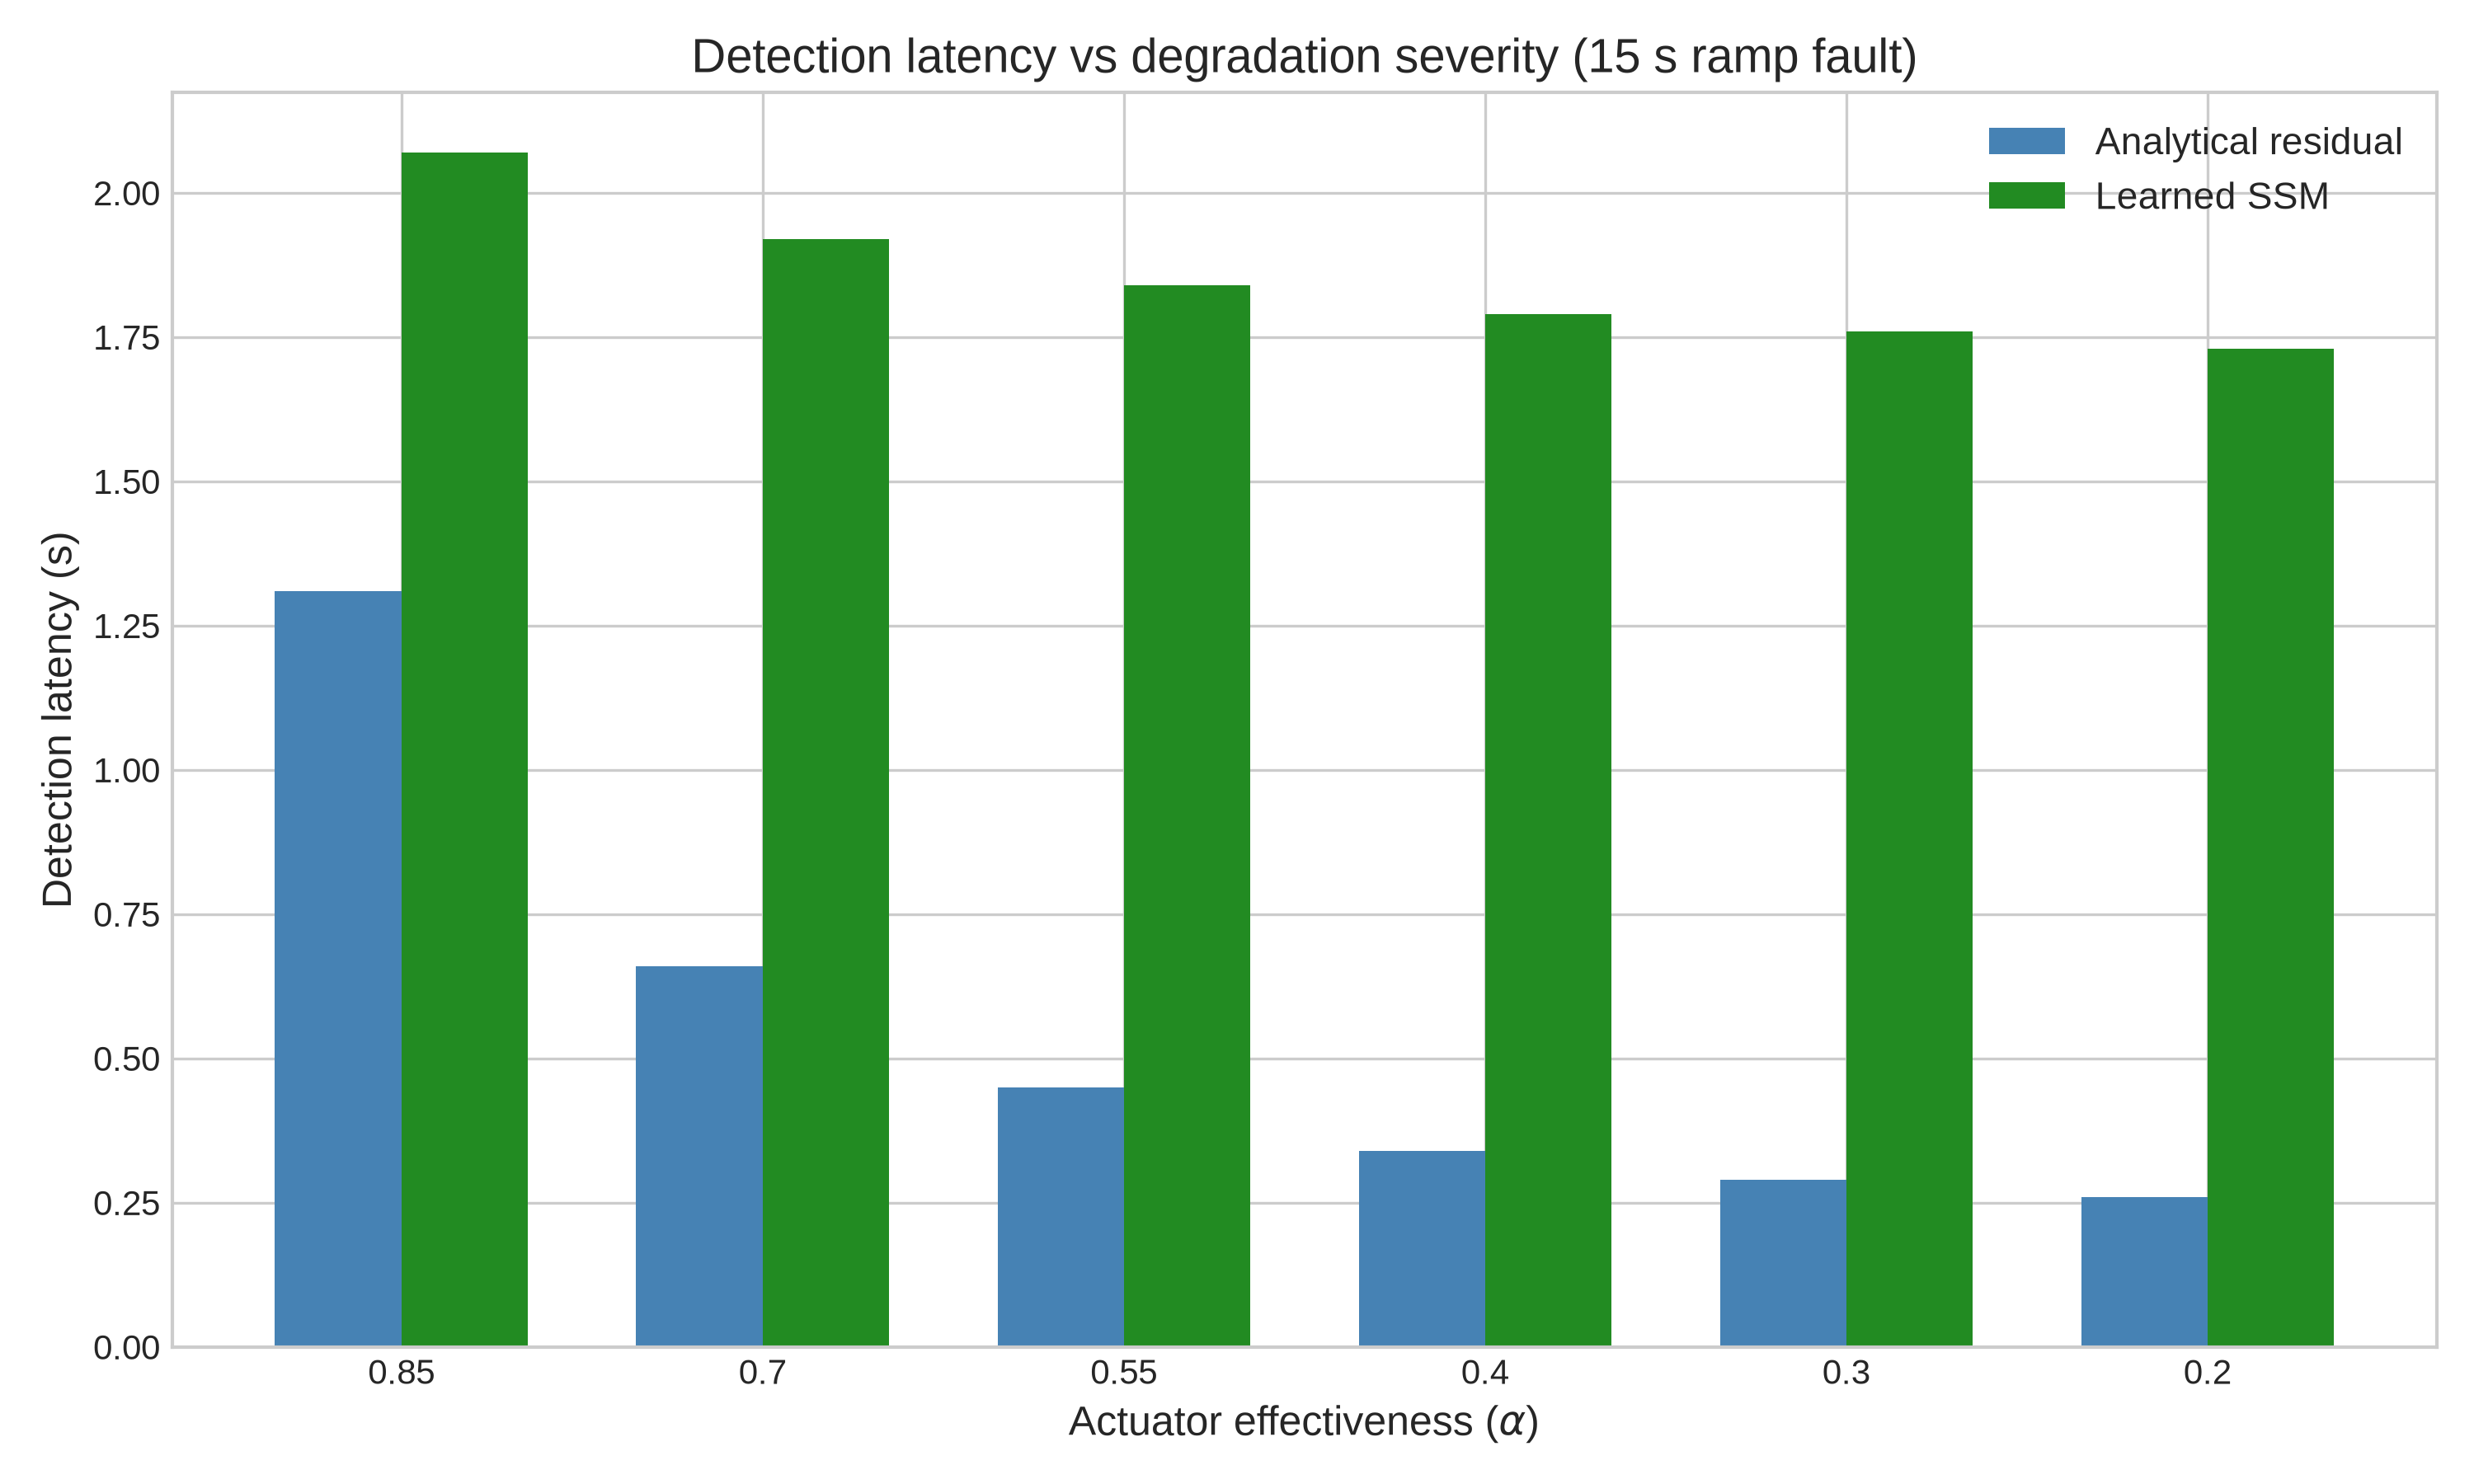 Detection latency vs degradation severity (15 s ramp fault)
Analytical residual
Learned SSM
Detection latency (s)
2.00
1.75
1.50
1.25
1.00
0.75
0.50
0.25
0.00
0.85 0.7 0.55 0.4 0.3 0.2
Actuator effectiveness (α)